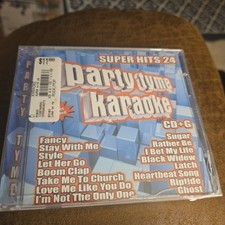 SUPER HITS 24
party tyme
karaoke
CD+G
PARTY TYME
Fancy
Stay With Me
Style
Let Her Go
Boom Clap
Take Me To Church
Love Me Like You Do
I'm Not The Only One
Sugar
Rather Be
I Bet My Life
Black Widow
Latch
Heartbeat Song
Riptide
Ghost